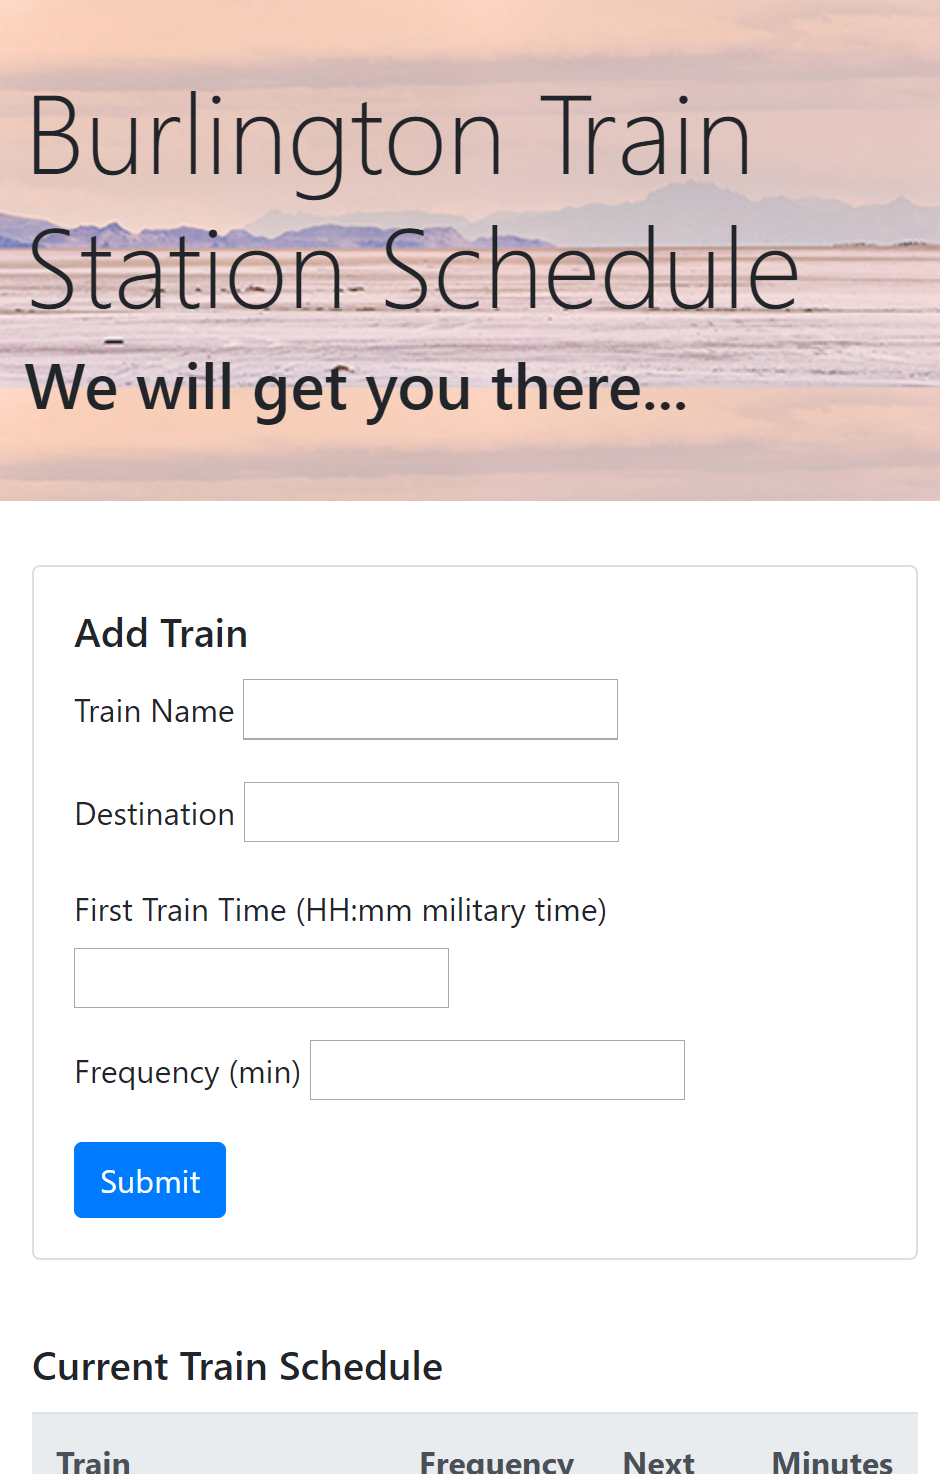 Burlington Train
Station Schedule
We will get you there...
Add Train
Train Name
Destination
First Train Time (HH:mm military time)
Frequency (min)
Submit
Current Train Schedule
Train Frequency Next Minutes